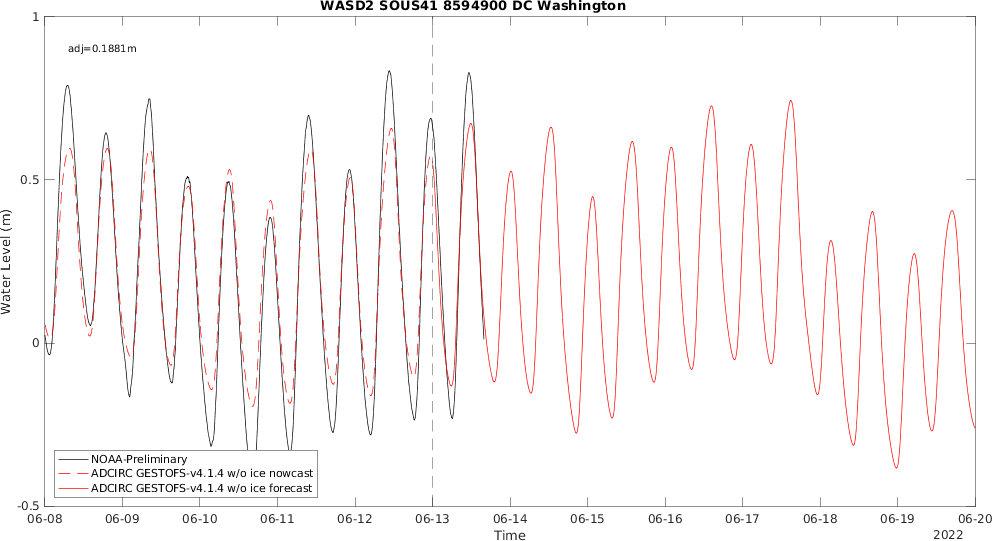 WASD2 SOUS41 8594900 DC Washington
1
adj=0.1881m
0.5
Water Level (m)
0
NOAA-Preliminary
ADCIRC GESTOFS-v4.1.4 w/o ice nowcast
ADCIRC GESTOFS-v4.1.4 w/o ice forecast
-0.5
06-08 06-09 06-10 06-11 06-12 06-13 06-14 06-15 06-16 06-17 06-18 06-19 06-20
Time
2022